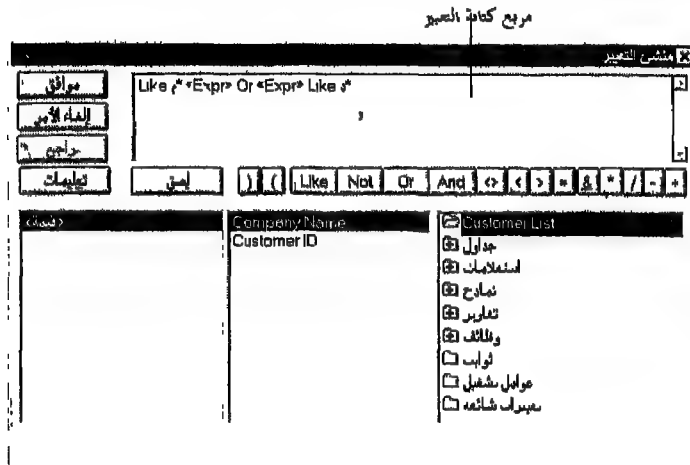 مربع كتابة التعبير
منشئ التعبير
موافق
Like م* «Expr» Or «Expr» Like و*
إلغاء الأمر
تراجع
تعليمات
لصق
) ( Like Not Or And <> < > = & * / - +
Company Name
Customer ID
Customer List
جداول
استعلامات
نماذج
تقارير
وظائف
ثوابت
عوامل تشغيل
تعبيرات شائعة